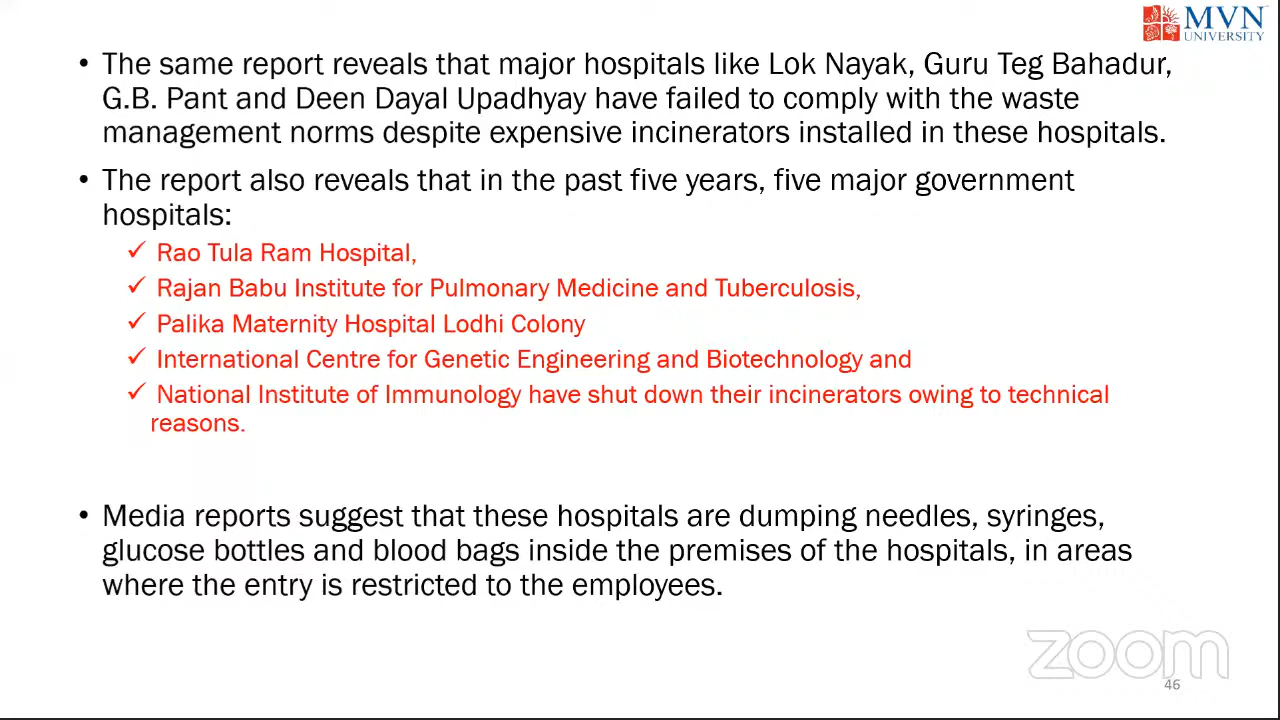 MVN
UNIVERSITY
• The same report reveals that major hospitals like Lok Nayak, Guru Teg Bahadur,
G.B. Pant and Deen Dayal Upadhyay have failed to comply with the waste
management norms despite expensive incinerators installed in these hospitals.
• The report also reveals that in the past five years, five major government
hospitals:
✓ Rao Tula Ram Hospital,
✓ Rajan Babu Institute for Pulmonary Medicine and Tuberculosis,
✓ Palika Maternity Hospital Lodhi Colony
✓ International Centre for Genetic Engineering and Biotechnology and
✓ National Institute of Immunology have shut down their incinerators owing to technical
reasons.
• Media reports suggest that these hospitals are dumping needles, syringes,
glucose bottles and blood bags inside the premises of the hospitals, in areas
where the entry is restricted to the employees.
zoom
46